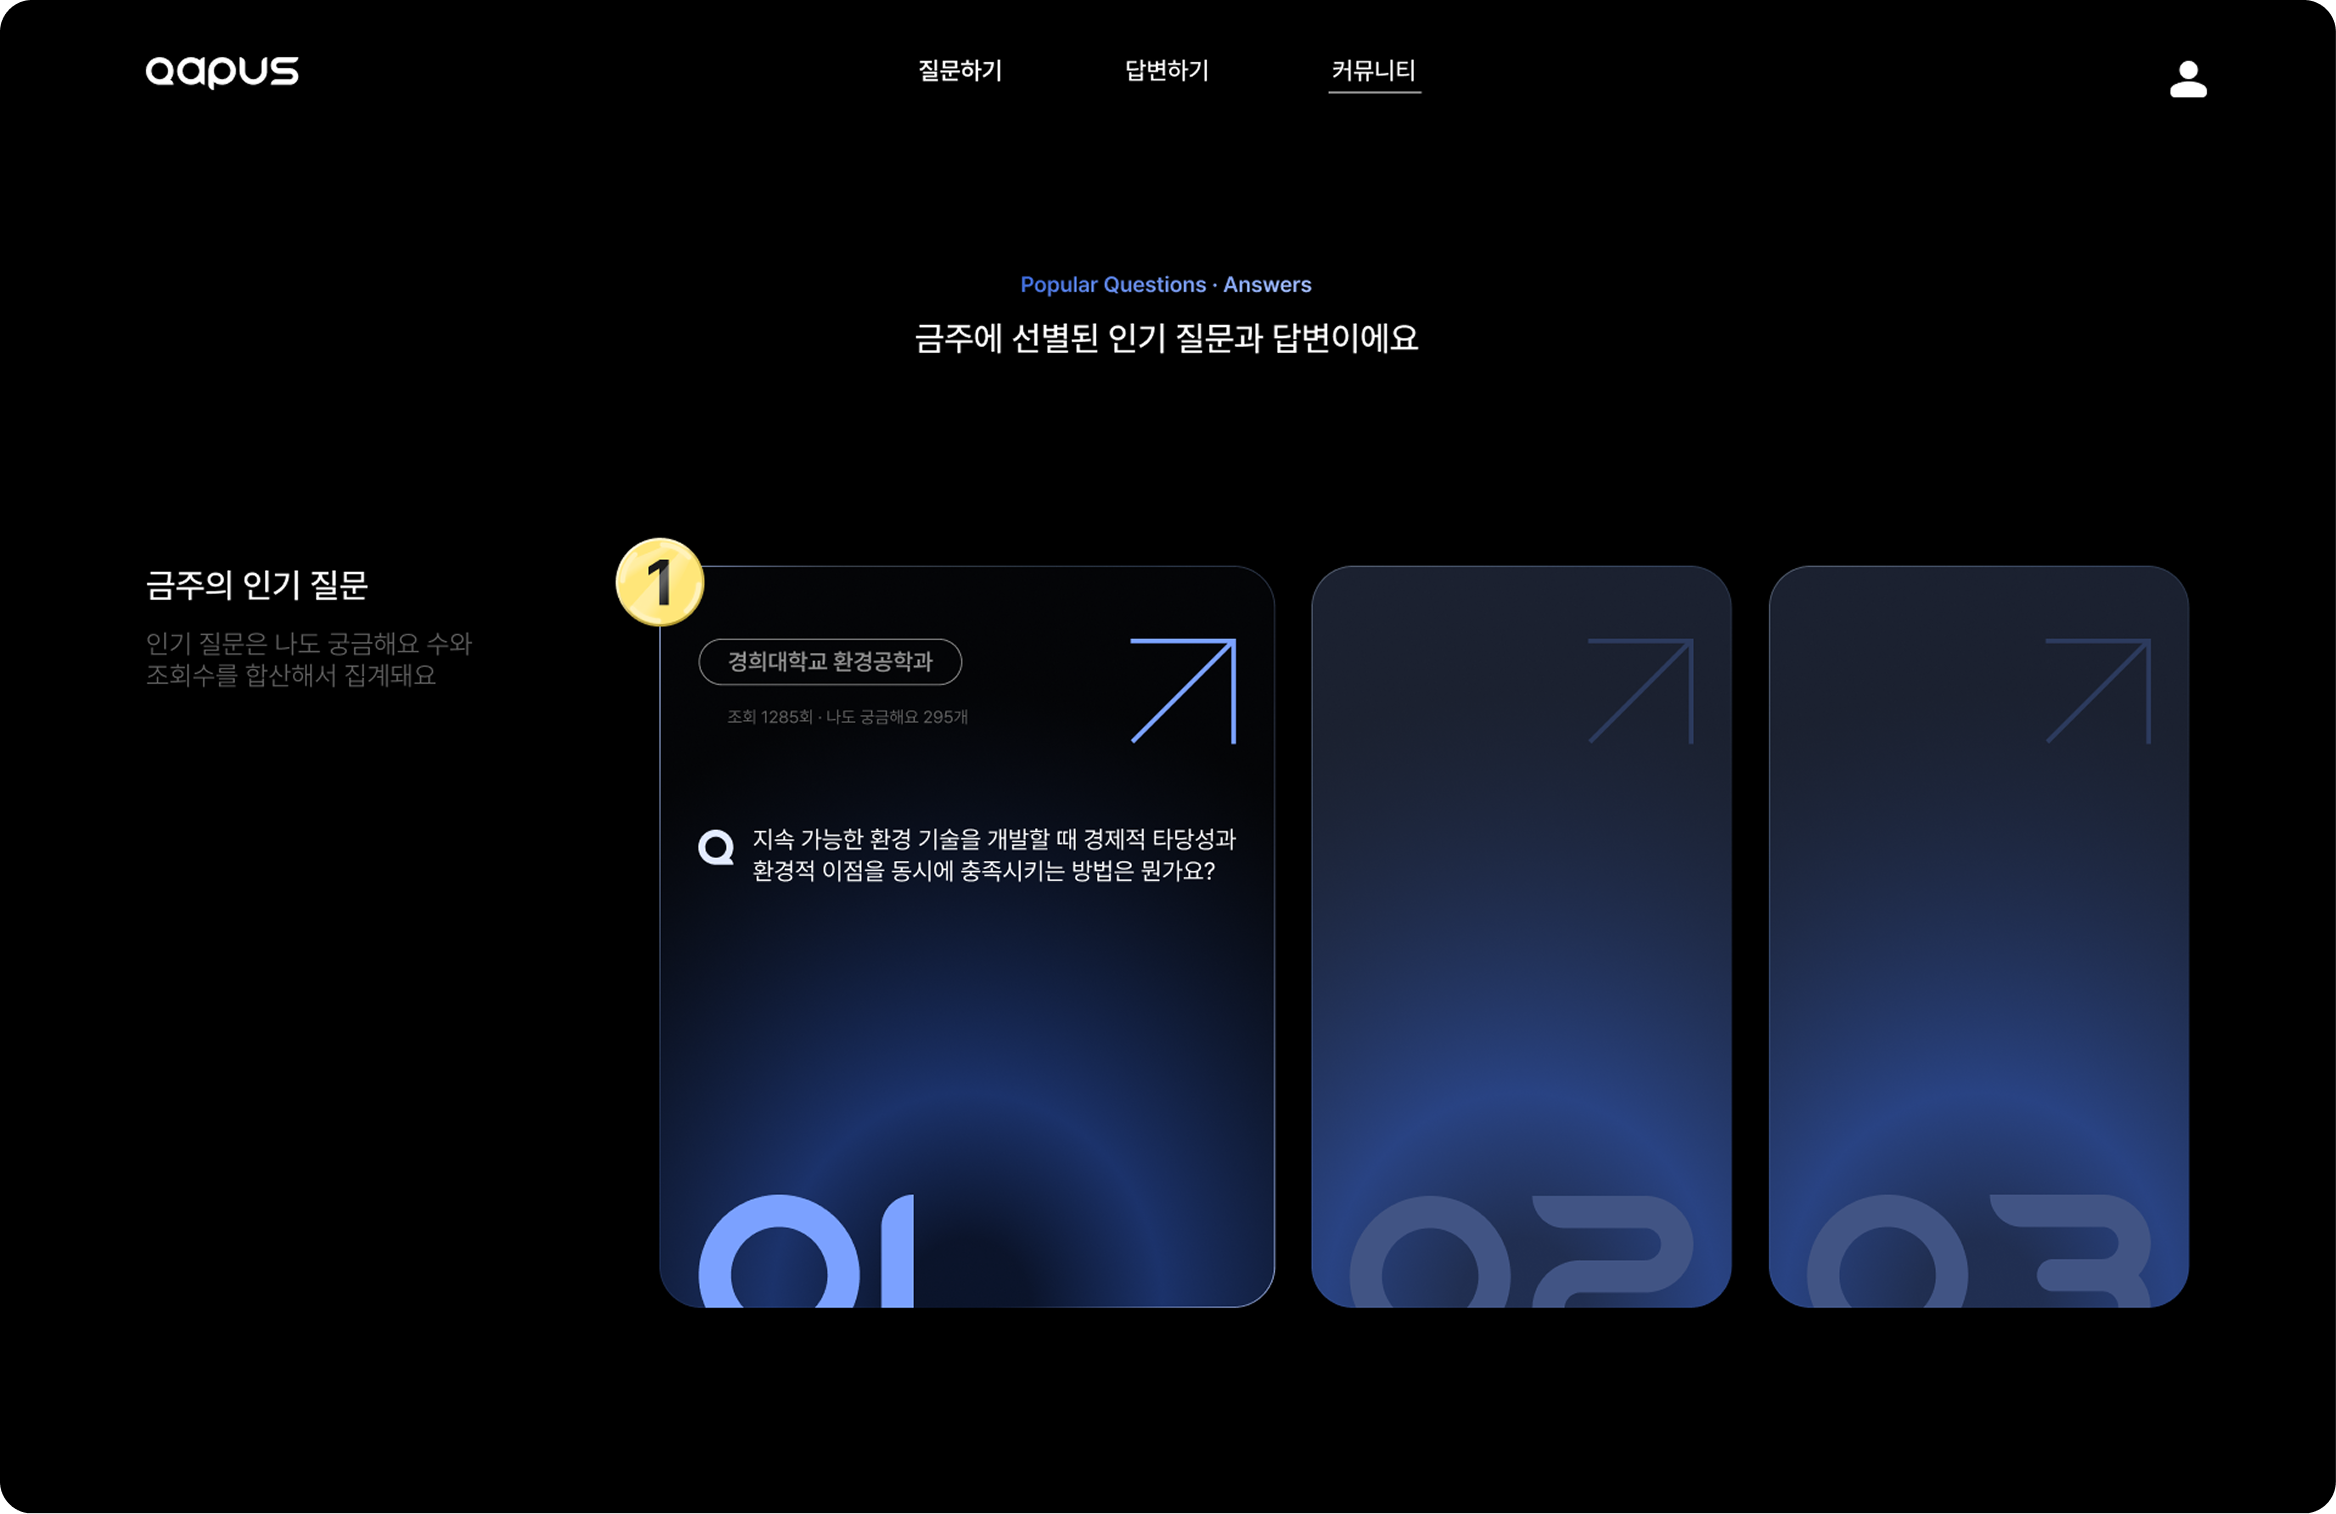 Qapus
질문하기
답변하기
커뮤니티
Popular Questions · Answers
금주에 선별된 인기 질문과 답변이에요
금주의 인기 질문
인기 질문은 나도 궁금해요 수와
조회수를 합산해서 집계돼요
1
경희대학교 환경공학과
조회 1285회 · 나도 궁금해요 295개
Q 지속 가능한 환경 기술을 개발할 때 경제적 타당성과
환경적 이점을 동시에 충족시키는 방법은 뭔가요?
01
02
03